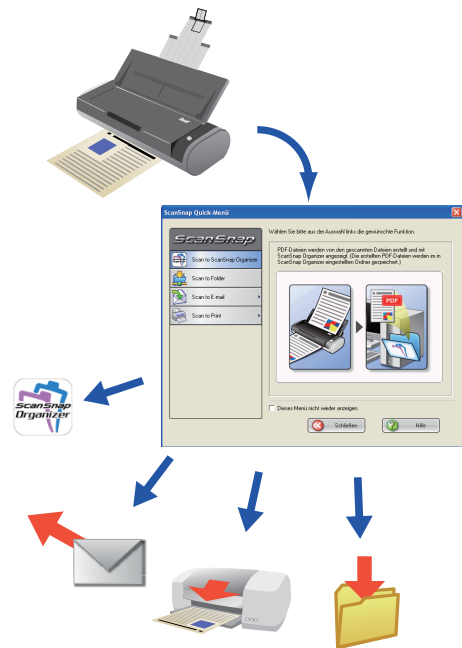 ScanSnap Quick-Menü
ScanSnap
Scan to ScanSnap Organizer
Scan to Folder
Scan to E-mail
Scan to Print
Wählen Sie bitte aus der Auswahl links die gewünschte Funktion.
PDF-Dateien werden von den gescannten Dateien erstellt und mit
ScanSnap Organizer angezeigt. (Die erstellten PDF-Dateien werden im in
ScanSnap Organizer eingestellten Ordner gespeichert.)
PDF
Dieses Menü nicht wieder anzeigen.
Schließen
Hilfe
ScanSnap
Organizer